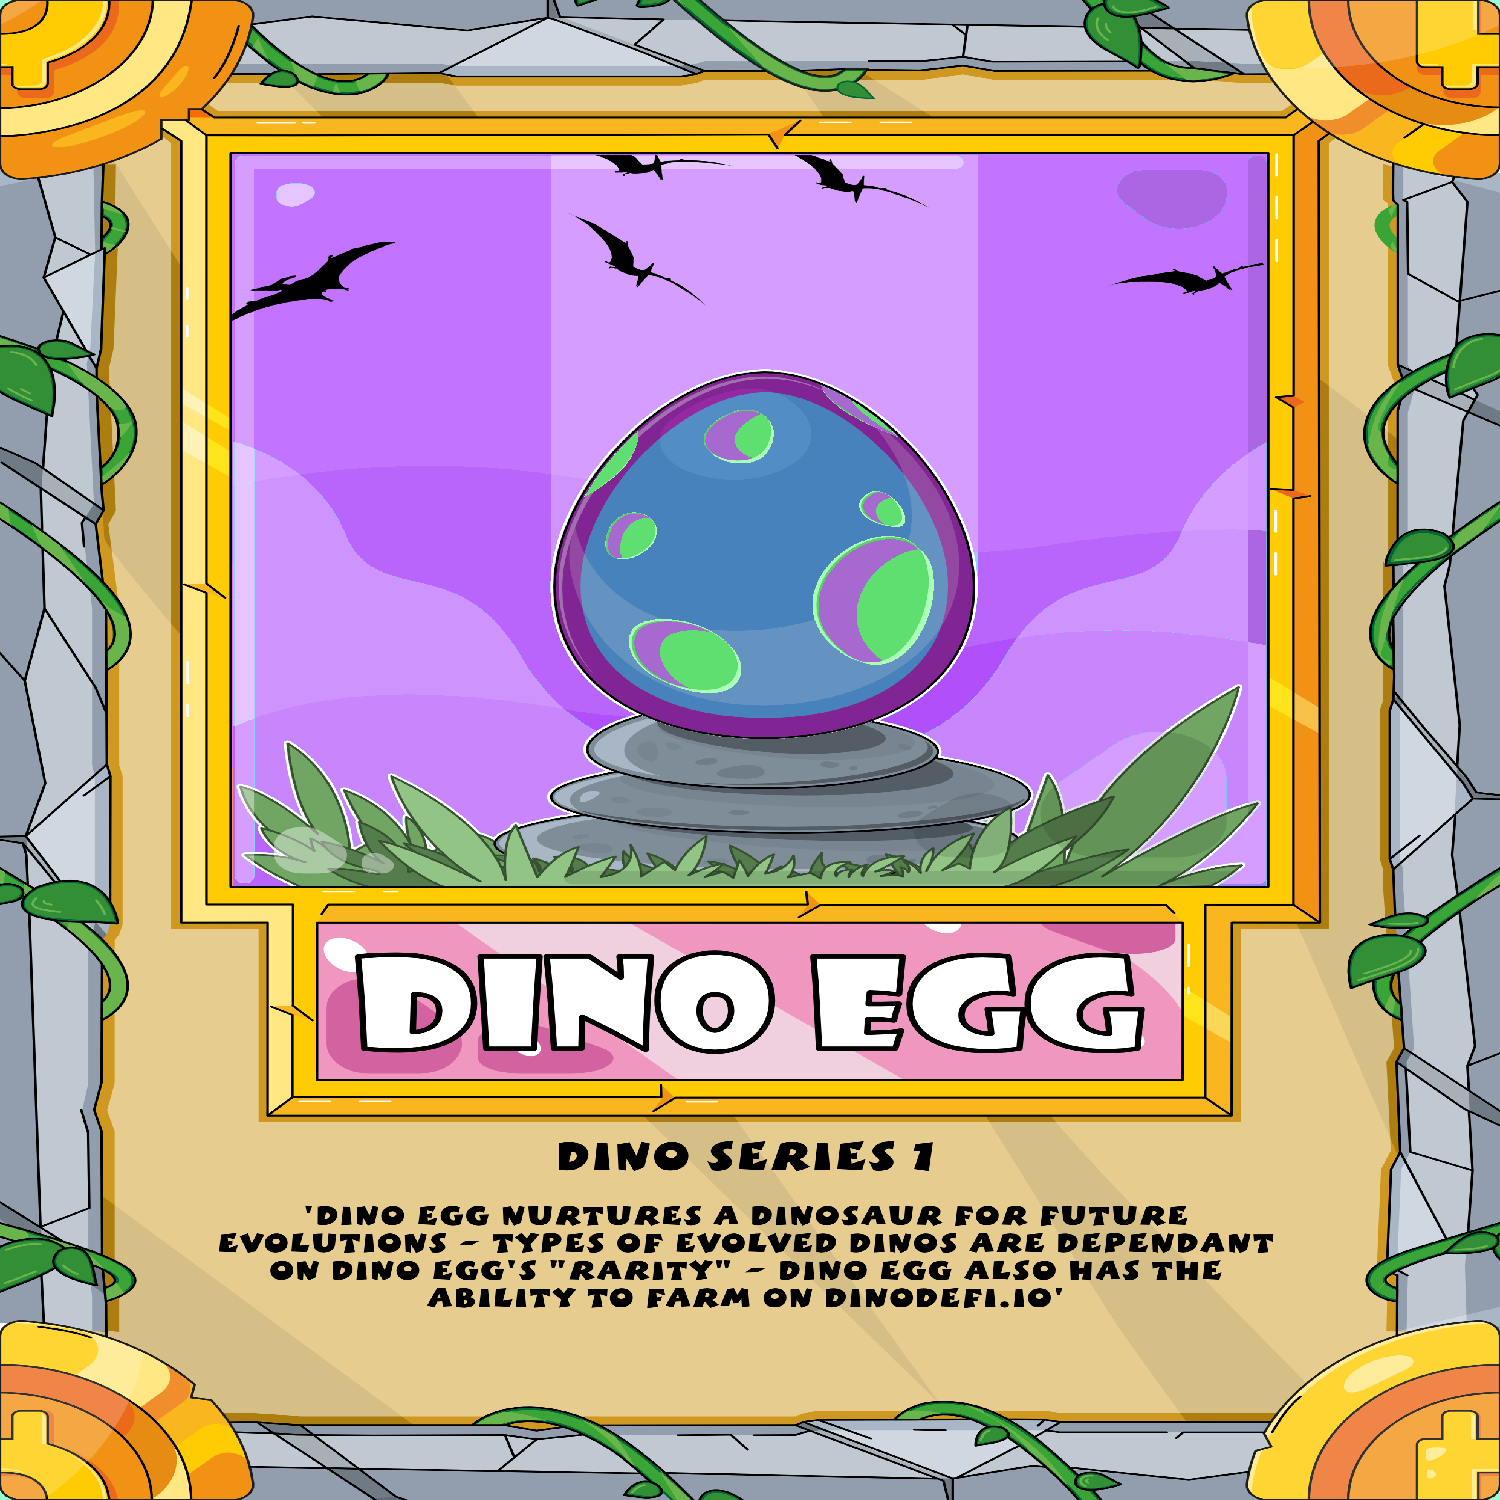 DINO EGG
DINO SERIES 1
'DINO EGG NURTURES A DINOSAUR FOR FUTURE
EVOLUTIONS - TYPES OF EVOLVED DINOS ARE DEPENDANT
ON DINO EGG'S "RARITY" - DINO EGG ALSO HAS THE
ABILITY TO FARM ON DINODEFI.IO'